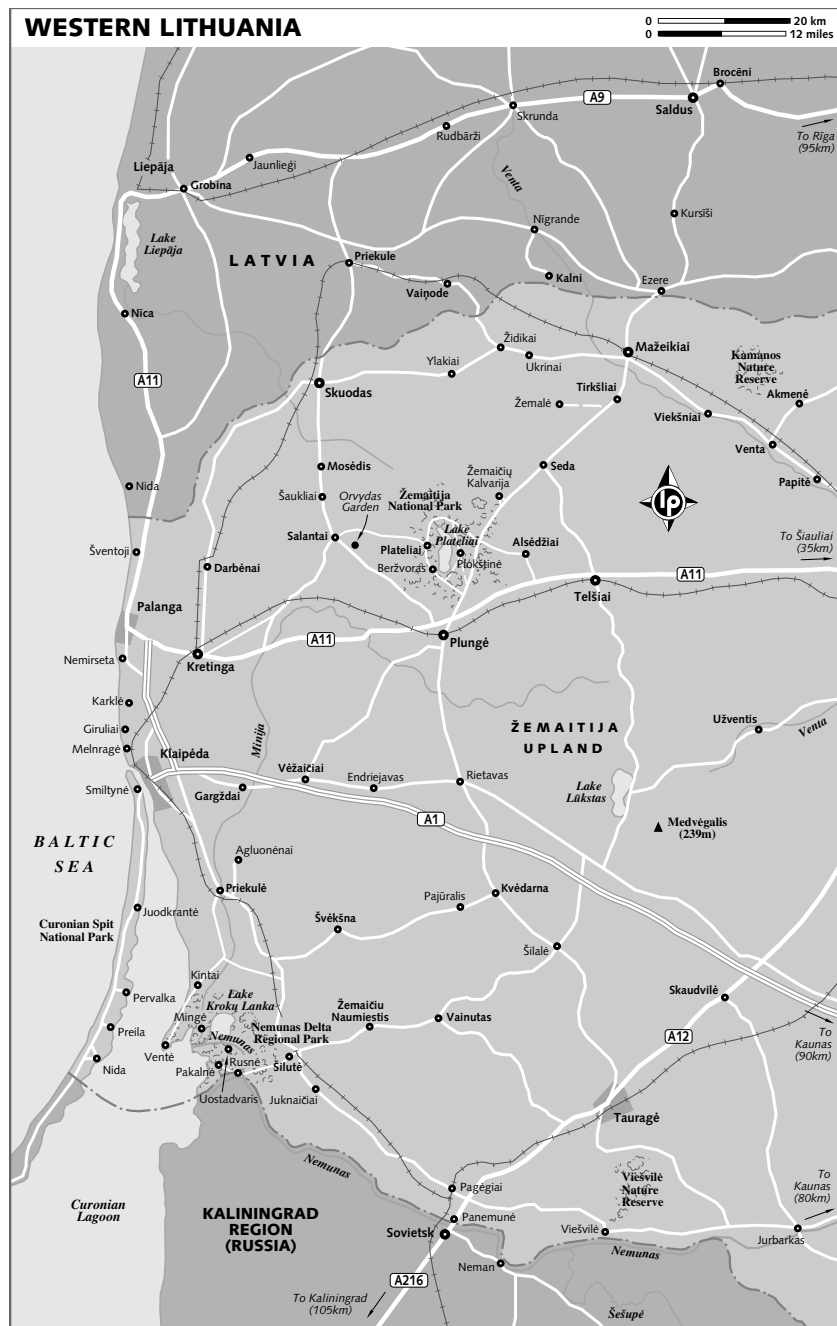 WESTERN LITHUANIA
0 20 km
0 12 miles
Brocēni
A9
Saldus
Skrunda
Rudbārži
To Rīga
(95km)
Jaunlieģi
Liepāja
Grobina
Venta
Kursīši
Nīgrande
Lake
Liepāja
LATVIA
Priekule
Kalni
Ezere
Vaiņode
Nīca
Židikai
Mažeikiai
Ukrinai
Kamanos
Nature
Reserve
A11
Ylakiai
Skuodas
Tirkšliai
Akmenė
Žemalė
Viekšniai
Venta
Mosėdis
Seda
Papitė
Nida
Šaukliai
Orvydas
Garden
Žemaitija
National Park
Žemaičių
Kalvarija
lp
Salantai
Lake
Plateliai
To Šiauliai
(35km)
Šventoji
Plateliai
Alsėdžiai
Darbėnai
Beržvoras
Plokštinė
A11
Telšiai
Palanga
A11
Plungė
Nemirseta
Kretinga
Karklė
Giruliai
Minija
ŽEMAITIJA
UPLAND
Užventis
Venta
Melnragė
Klaipėda
Vėžaičiai
Endriejavas
Rietavas
Smiltynė
Gargždai
Lake
Lūkstas
A1
Medvėgalis
(239m)
BALTIC
SEA
Agluonėnai
Priekulė
Kvėdarna
Pajūralis
Juodkrantė
Curonian Spit
National Park
Švėkšna
Šilalė
Kintai
Skaudvilė
Pervalka
Lake
Krokų Lanka
Mingė
Žemaičiu
Naumiestis
Vainutas
Preila
Nemunas Delta
Regional Park
Nemunas
To
Kaunas
(90km)
A12
Nida
Ventė
Pakalnė
Rusnė
Šilutė
Uostadvaris
Juknaičiai
Tauragė
Nemunas
To
Kaunas
(80km)
Viešvilė
Nature
Reserve
Pagėgiai
Curonian
Lagoon
KALININGRAD
REGION
(RUSSIA)
Panemunė
Sovietsk
Viešvilė
Jurbarkas
Nemunas
Neman
A216
To Kaliningrad
(105km)
Šešupė